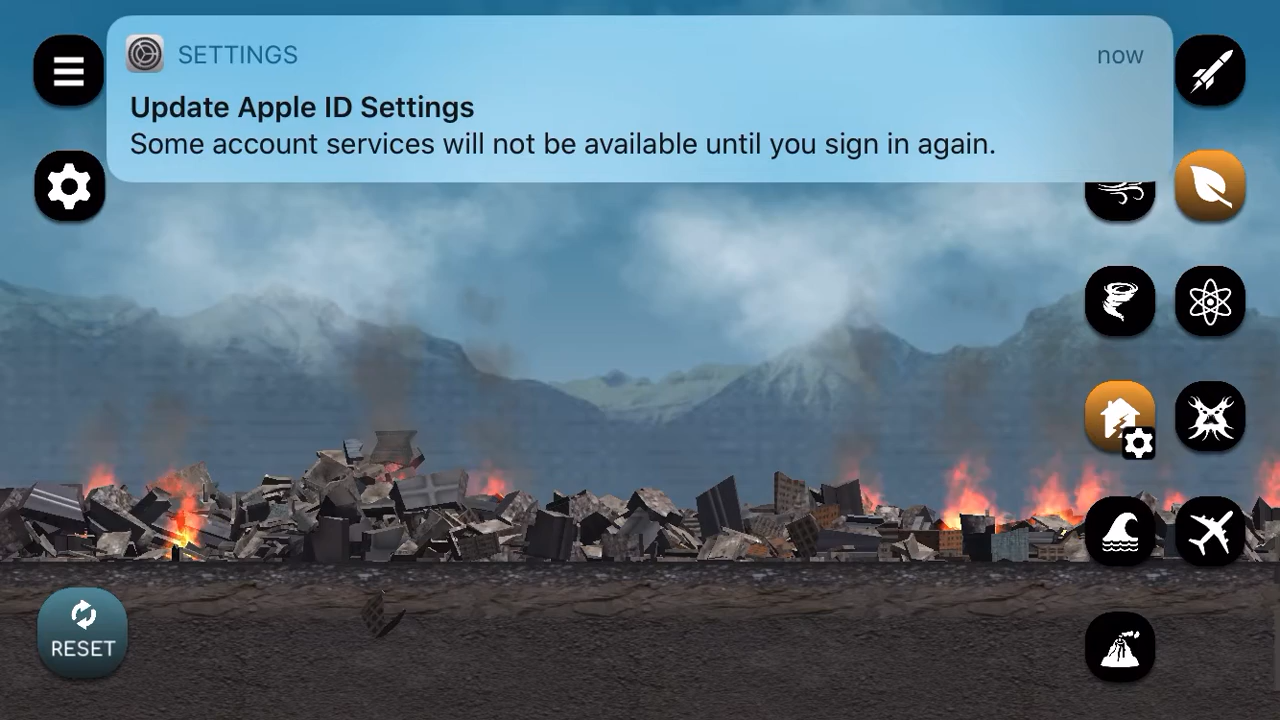 SETTINGS
now
Update Apple ID Settings
Some account services will not be available until you sign in again.
RESET